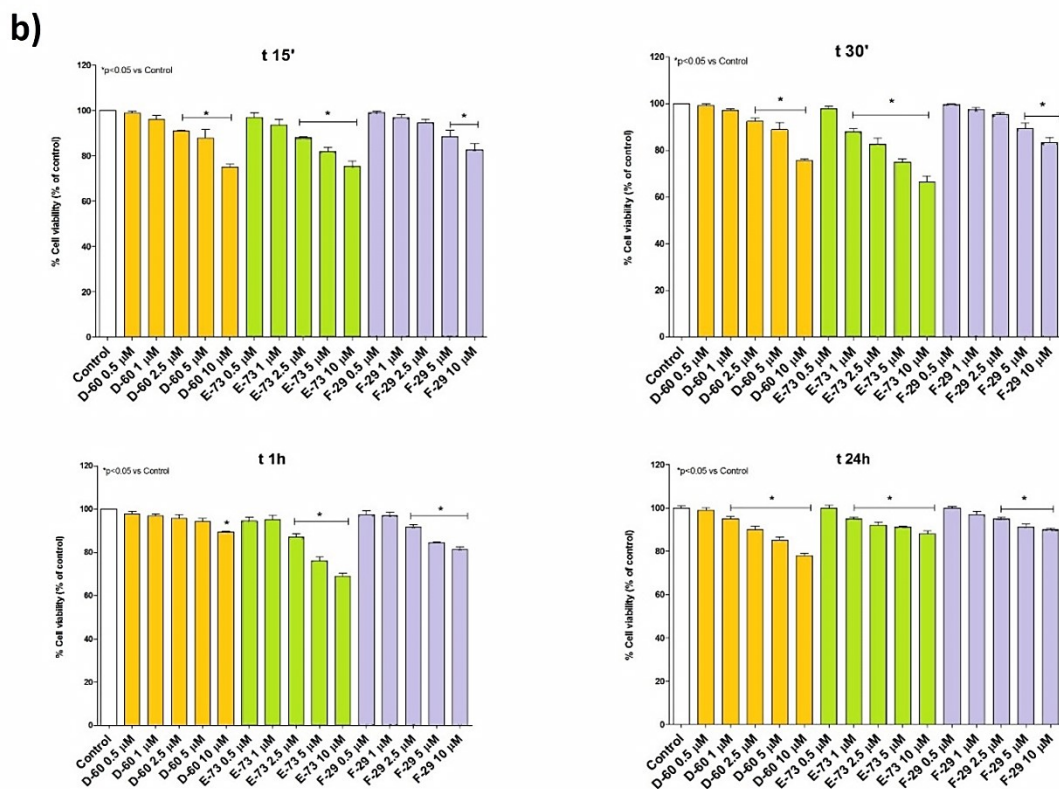 b)
t 15'
*p<0.05 vs Control
% Cell viability (% of control)
120
100
80
60
40
20
0
*
*
*
Control
D-60 0.5 µM
D-60 1 µM
D-60 2.5 µM
D-60 5 µM
D-60 10 µM
E-73 0.5 µM
E-73 1 µM
E-73 2.5 µM
E-73 5 µM
E-73 10 µM
F-29 0.5 µM
F-29 1 µM
F-29 2.5 µM
F-29 5 µM
F-29 10 µM
t 30'
*p<0.05 vs Control
% Cell viability (% of control)
120
100
80
60
40
20
0
*
*
*
Control
D-60 0.5 µM
D-60 1 µM
D-60 2.5 µM
D-60 5 µM
D-60 10 µM
E-73 0.5 µM
E-73 1 µM
E-73 2.5 µM
E-73 5 µM
E-73 10 µM
F-29 0.5 µM
F-29 1 µM
F-29 2.5 µM
F-29 5 µM
F-29 10 µM
t 1h
*p<0.05 vs Control
% Cell viability (% of control)
120
100
80
60
40
20
0
*
*
*
Control
D-60 0.5 µM
D-60 1 µM
D-60 2.5 µM
D-60 5 µM
D-60 10 µM
E-73 0.5 µM
E-73 1 µM
E-73 2.5 µM
E-73 5 µM
E-73 10 µM
F-29 0.5 µM
F-29 1 µM
F-29 2.5 µM
F-29 5 µM
F-29 10 µM
t 24h
*p<0.05 vs Control
% Cell viability (% of control)
120
100
80
60
40
20
0
*
*
*
Control
D-60 0.5 µM
D-60 1 µM
D-60 2.5 µM
D-60 5 µM
D-60 10 µM
E-73 0.5 µM
E-73 1 µM
E-73 2.5 µM
E-73 5 µM
E-73 10 µM
F-29 0.5 µM
F-29 1 µM
F-29 2.5 µM
F-29 5 µM
F-29 10 µM